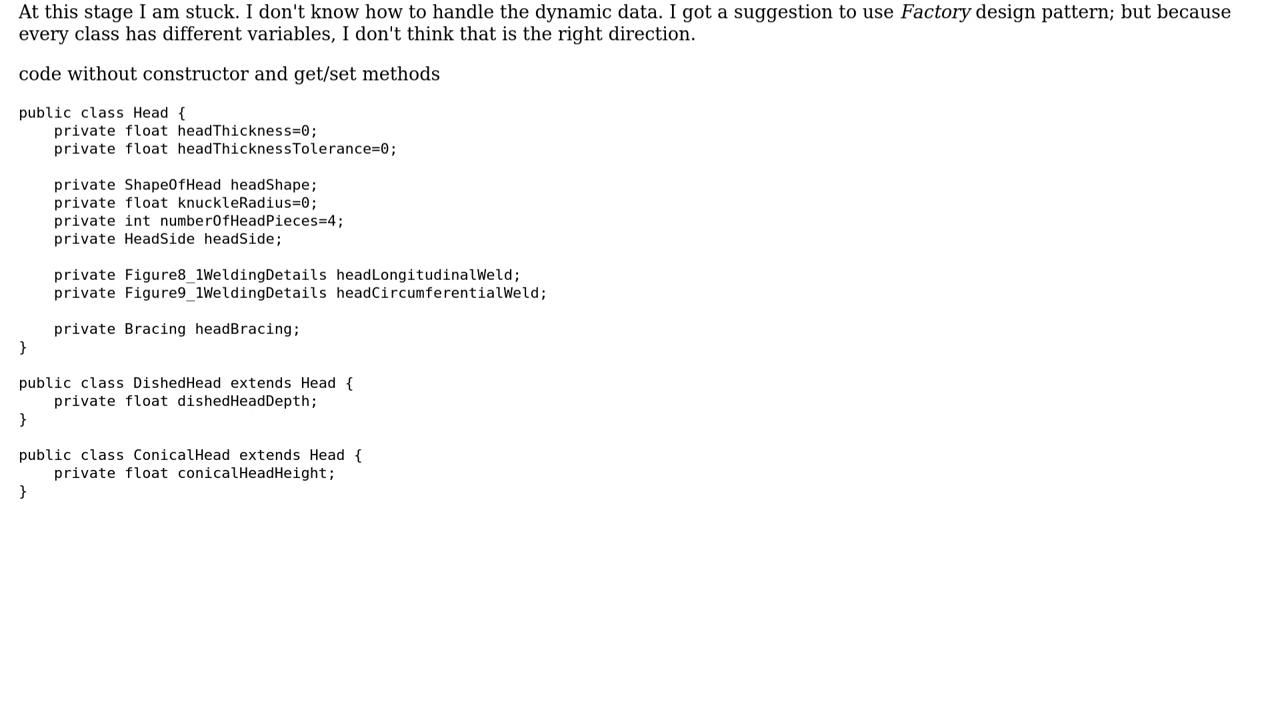 At this stage I am stuck. I don't know how to handle the dynamic data. I got a suggestion to use Factory design pattern; but because
every class has different variables, I don't think that is the right direction.
code without constructor and get/set methods
public class Head {
    private float headThickness=0;
    private float headThicknessTolerance=0;

    private ShapeOfHead headShape;
    private float knuckleRadius=0;
    private int numberOfHeadPieces=4;
    private HeadSide headSide;

    private Figure8_1WeldingDetails headLongitudinalWeld;
    private Figure9_1WeldingDetails headCircumferentialWeld;

    private Bracing headBracing;
}

public class DishedHead extends Head {
    private float dishedHeadDepth;
}

public class ConicalHead extends Head {
    private float conicalHeadHeight;
}